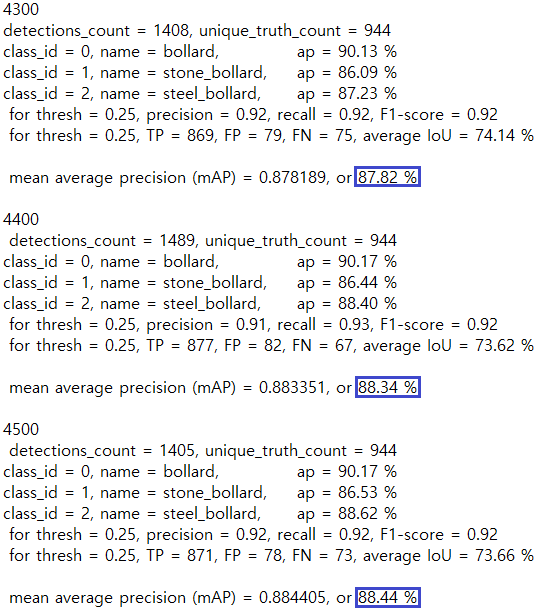 4300
detections_count = 1408, unique_truth_count = 944
class_id = 0, name = bollard, ap = 90.13 %
class_id = 1, name = stone_bollard, ap = 86.09 %
class_id = 2, name = steel_bollard, ap = 87.23 %
for thresh = 0.25, precision = 0.92, recall = 0.92, F1-score = 0.92
for thresh = 0.25, TP = 869, FP = 79, FN = 75, average IoU = 74.14 %
mean average precision (mAP) = 0.878189, or 87.82 %
4400
detections_count = 1489, unique_truth_count = 944
class_id = 0, name = bollard, ap = 90.17 %
class_id = 1, name = stone_bollard, ap = 86.44 %
class_id = 2, name = steel_bollard, ap = 88.40 %
for thresh = 0.25, precision = 0.91, recall = 0.93, F1-score = 0.92
for thresh = 0.25, TP = 877, FP = 82, FN = 67, average IoU = 73.62 %
mean average precision (mAP) = 0.883351, or 88.34 %
4500
detections_count = 1405, unique_truth_count = 944
class_id = 0, name = bollard, ap = 90.17 %
class_id = 1, name = stone_bollard, ap = 86.53 %
class_id = 2, name = steel_bollard, ap = 88.62 %
for thresh = 0.25, precision = 0.92, recall = 0.92, F1-score = 0.92
for thresh = 0.25, TP = 871, FP = 78, FN = 73, average IoU = 73.66 %
mean average precision (mAP) = 0.884405, or 88.44 %